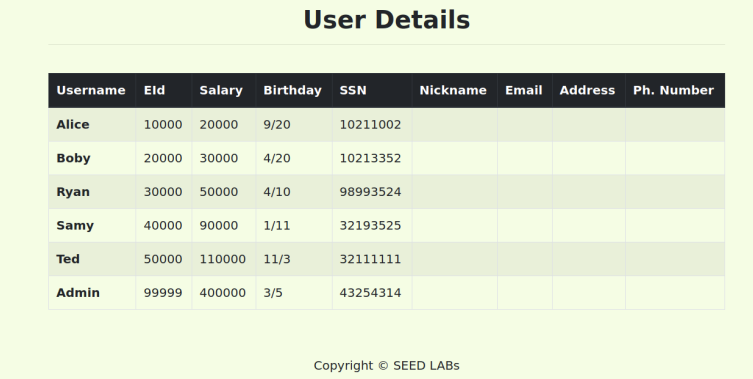 User Details
Username EId Salary Birthday SSN Nickname Email Address Ph. Number
Alice 10000 20000 9/20 10211002
Boby 20000 30000 4/20 10213352
Ryan 30000 50000 4/10 98993524
Samy 40000 90000 1/11 32193525
Ted 50000 110000 11/3 32111111
Admin 99999 400000 3/5 43254314
Copyright © SEED LABs